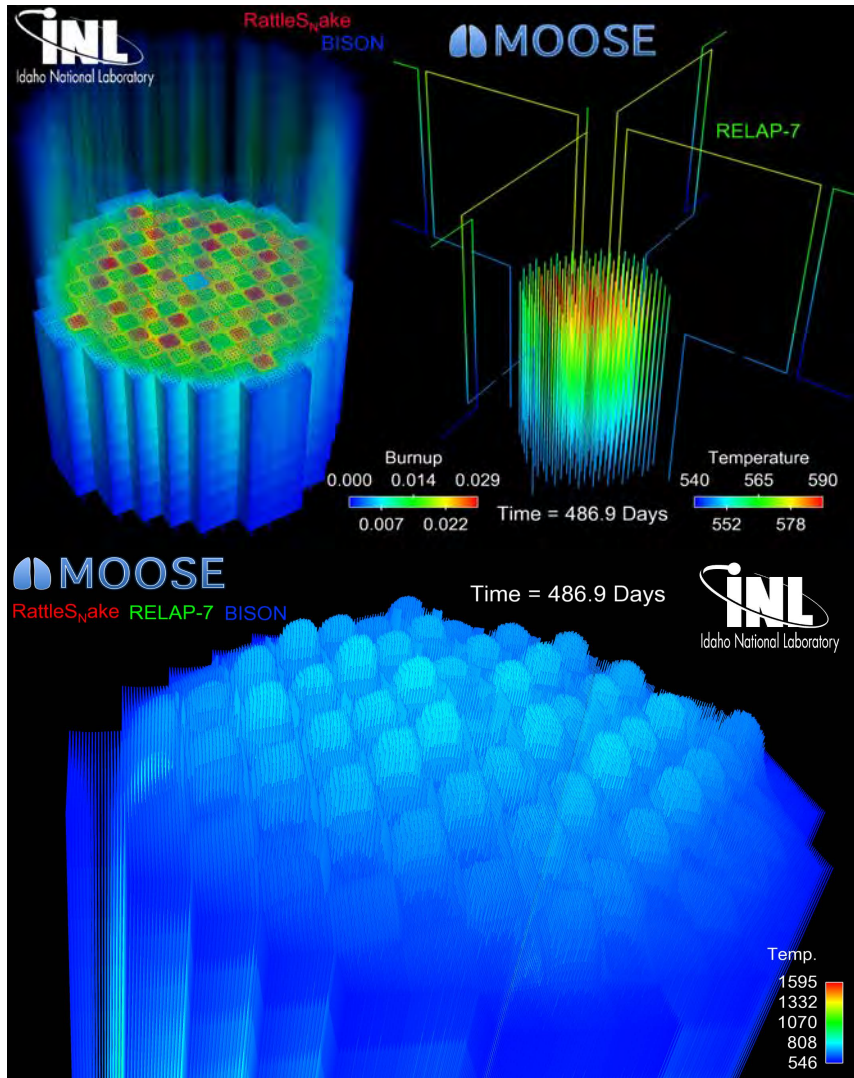 INL
Idaho National Laboratory
RattleSNake
BISON
MOOSE
RELAP-7
Burnup
0.000 0.014 0.029
0.007 0.022
Time = 486.9 Days
Temperature
540 565 590
552 578
MOOSE
RattleSNake RELAP-7 BISON
Time = 486.9 Days
INL
Idaho National Laboratory
Temp.
1595
1332
1070
808
546